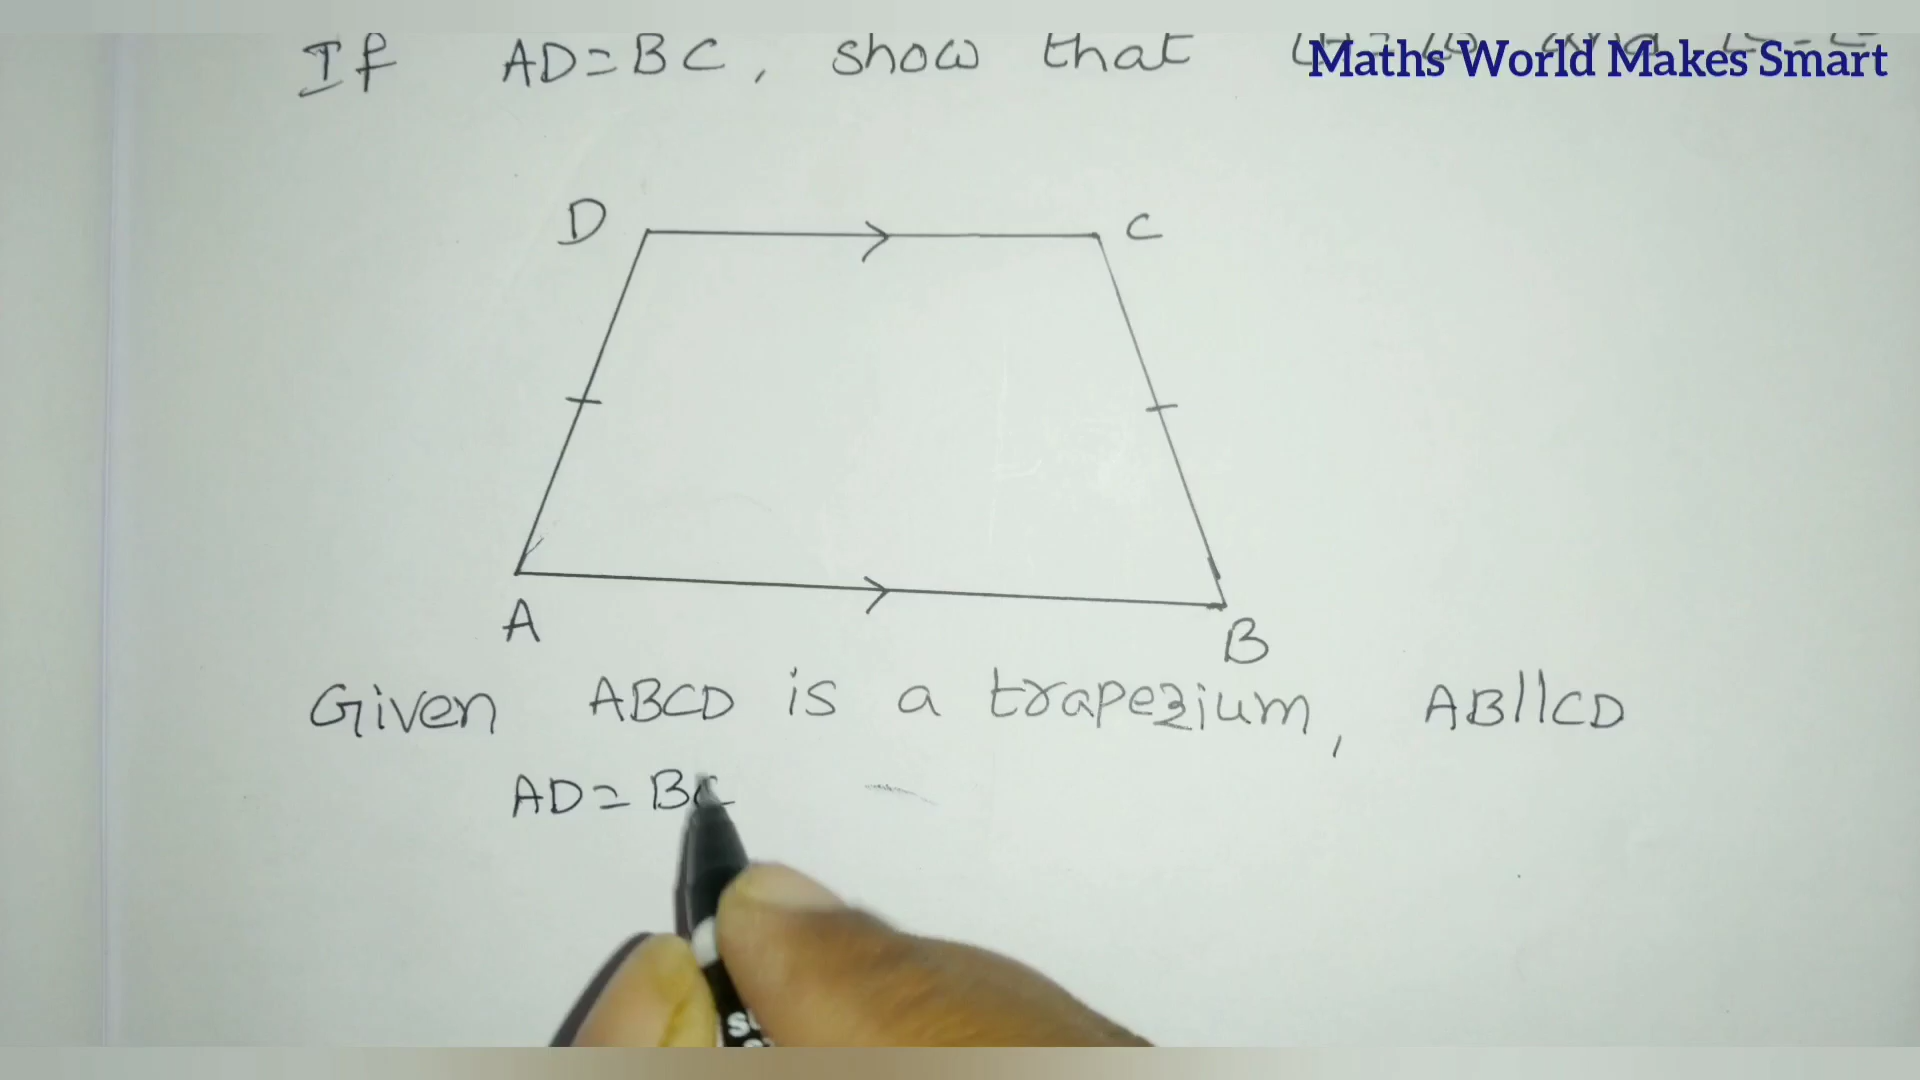 If AD=BC, show that
Maths World Makes Smart
D
C
A
B
Given ABCD is a trapezium, AB||CD
AD=BC